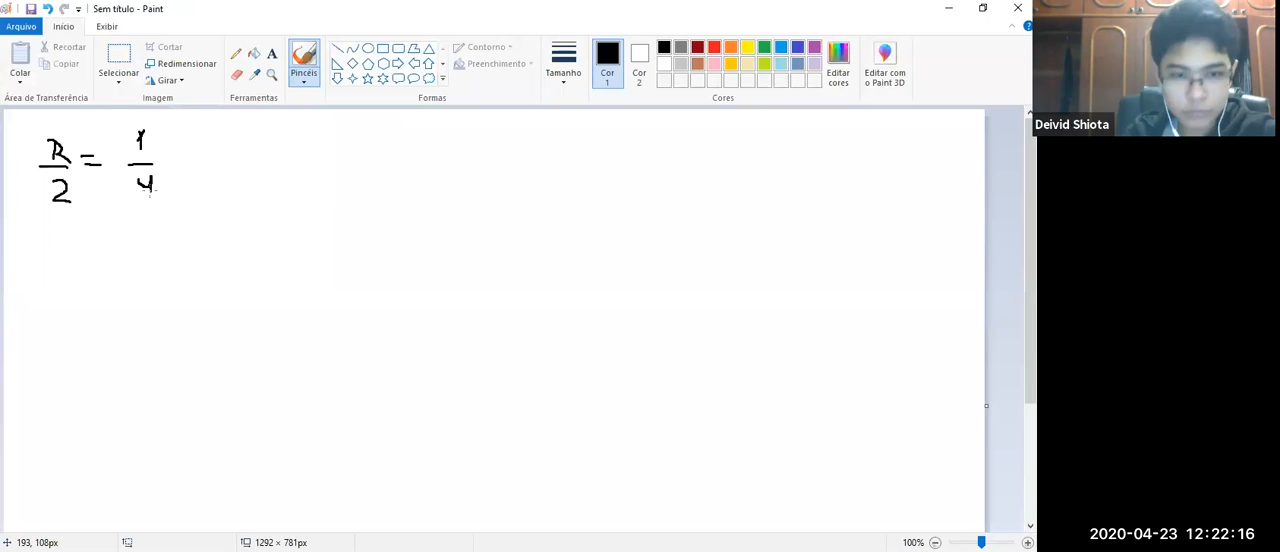 Sem título - Paint
Arquivo Início Exibir
Colar
Recortar
Copiar
Área de Transferência
Selecionar
Cortar
Redimensionar
Girar
Imagem
A
Ferramentas
Pincéis
Contorno
Preenchimento
Formas
Tamanho
Cor 1
Cor 2
Editar cores
Cores
Editar com o Paint 3D
Deivid Shiota
R/2 = 1/4
193, 108px
1292 × 781px
100%
2020-04-23 12:22:16